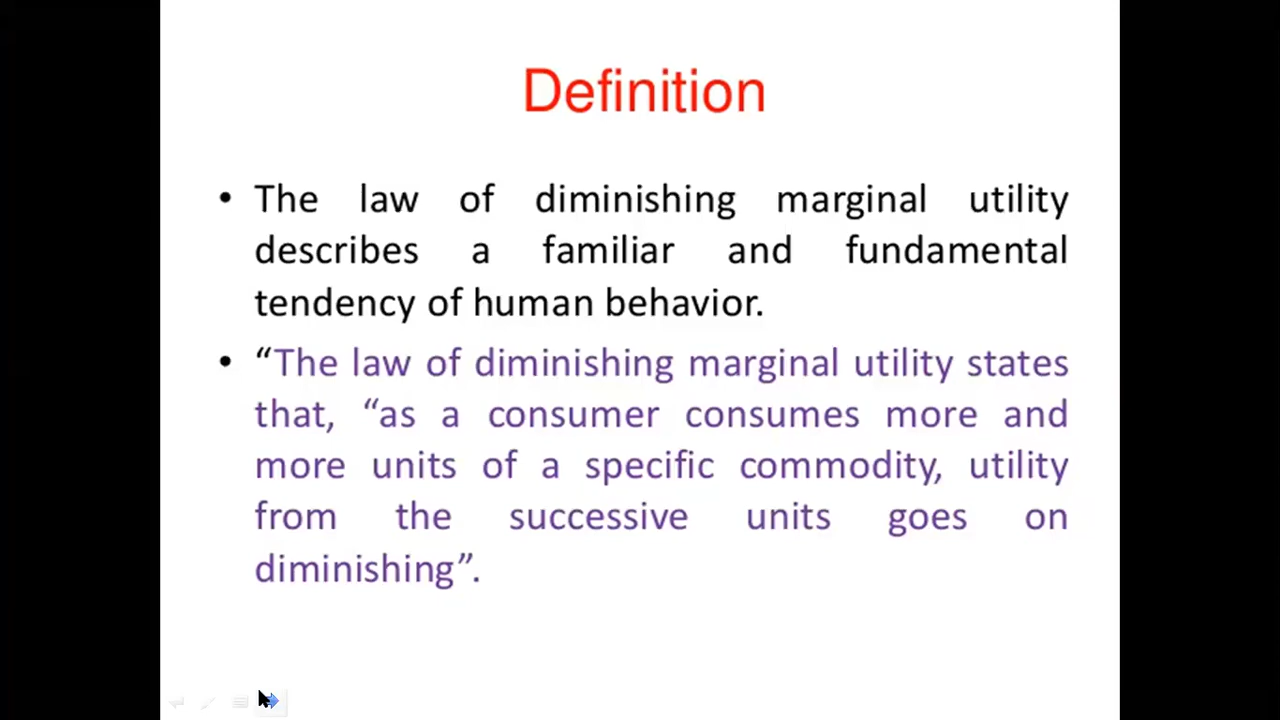 Definition
• The law of diminishing marginal utility
describes a familiar and fundamental
tendency of human behavior.
• “The law of diminishing marginal utility states
that, “as a consumer consumes more and
more units of a specific commodity, utility
from the successive units goes on
diminishing”.